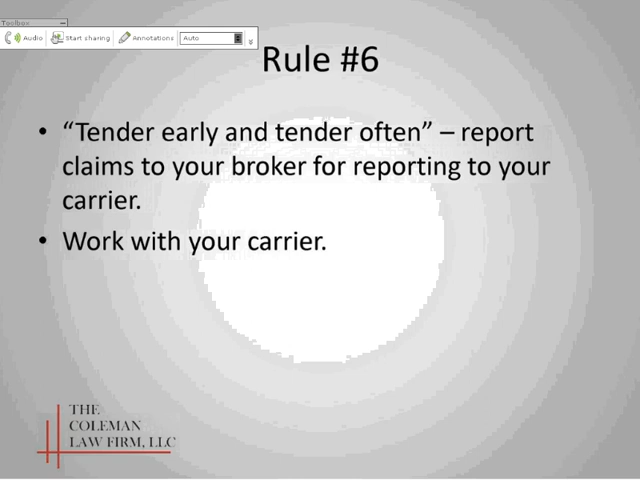 Toolbox
Audio
Start sharing
Annotations
Auto
Rule #6
• “Tender early and tender often” – report
claims to your broker for reporting to your
carrier.
• Work with your carrier.
THE
COLEMAN
LAW FIRM, LLC